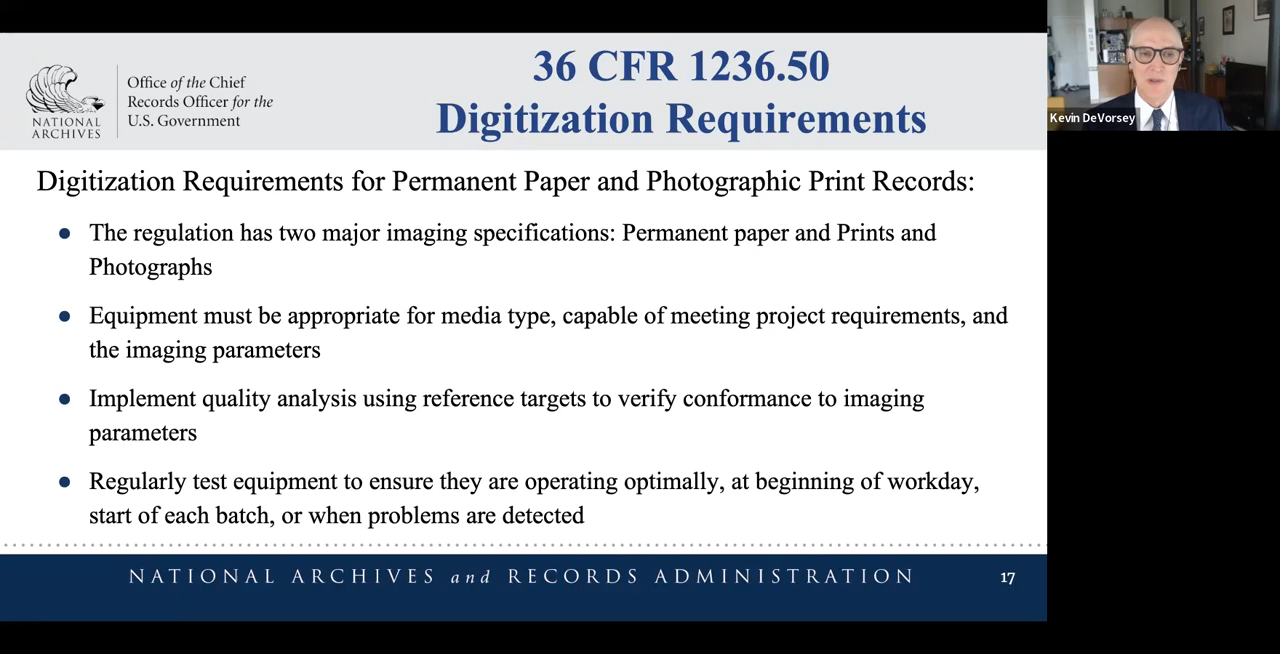 NATIONAL
ARCHIVES
Office of the Chief
Records Officer for the
U.S. Government
36 CFR 1236.50
Digitization Requirements
Kevin DeVorsey
Digitization Requirements for Permanent Paper and Photographic Print Records:
● The regulation has two major imaging specifications: Permanent paper and Prints and
Photographs
● Equipment must be appropriate for media type, capable of meeting project requirements, and
the imaging parameters
● Implement quality analysis using reference targets to verify conformance to imaging
parameters
● Regularly test equipment to ensure they are operating optimally, at beginning of workday,
start of each batch, or when problems are detected
NATIONAL ARCHIVES and RECORDS ADMINISTRATION
17